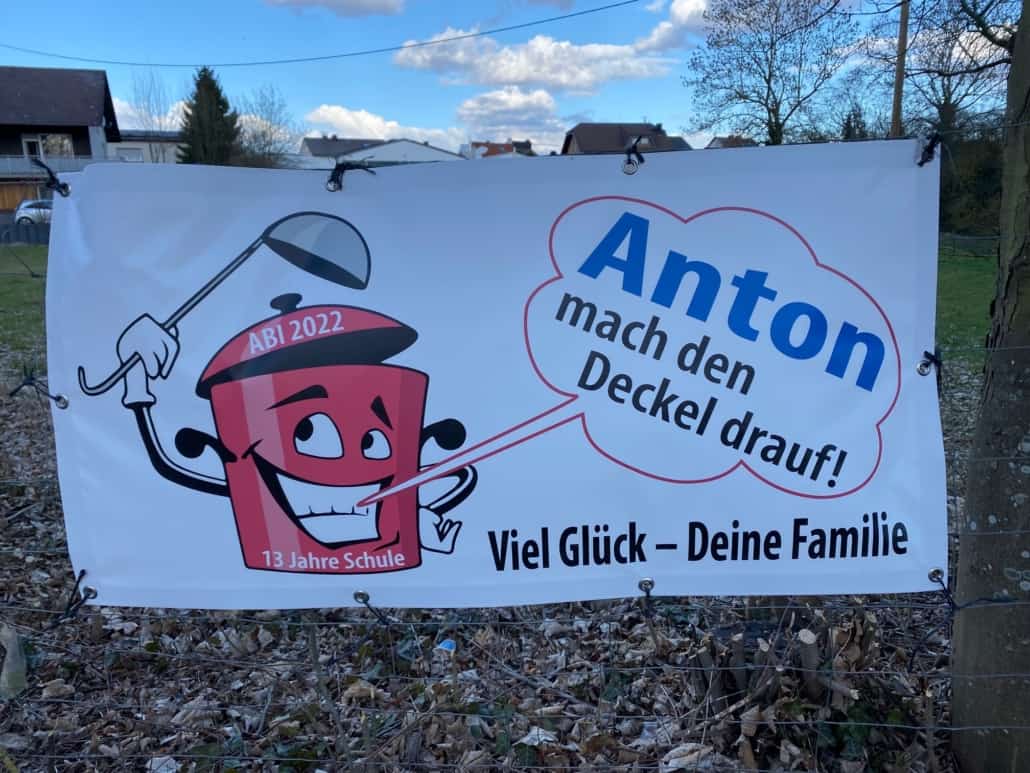 ABI 2022
13 Jahre Schule
Anton
mach den
Deckel drauf!
Viel Glück – Deine Familie